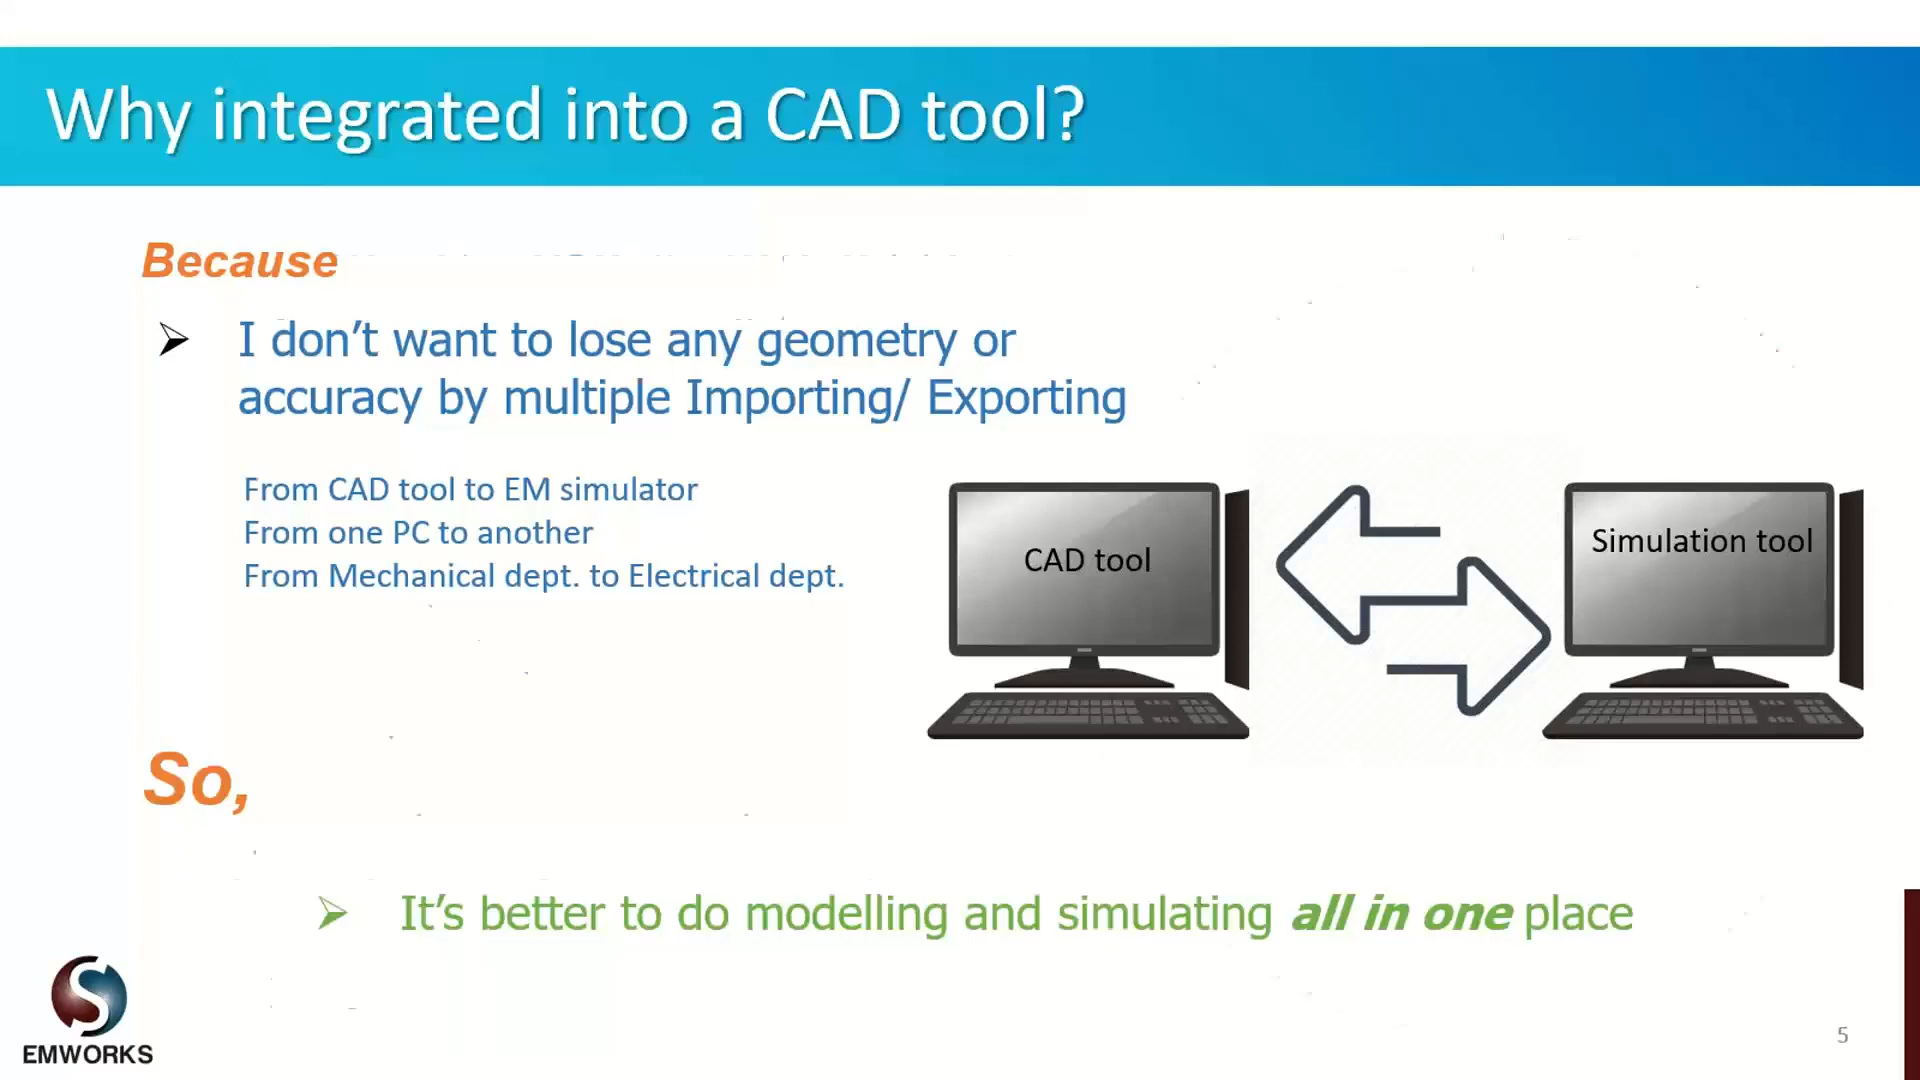 Why integrated into a CAD tool?
Because
I don’t want to lose any geometry or
accuracy by multiple Importing/ Exporting
From CAD tool to EM simulator
From one PC to another
From Mechanical dept. to Electrical dept.
CAD tool
Simulation tool
So,
It’s better to do modelling and simulating all in one place
EMWORKS
5